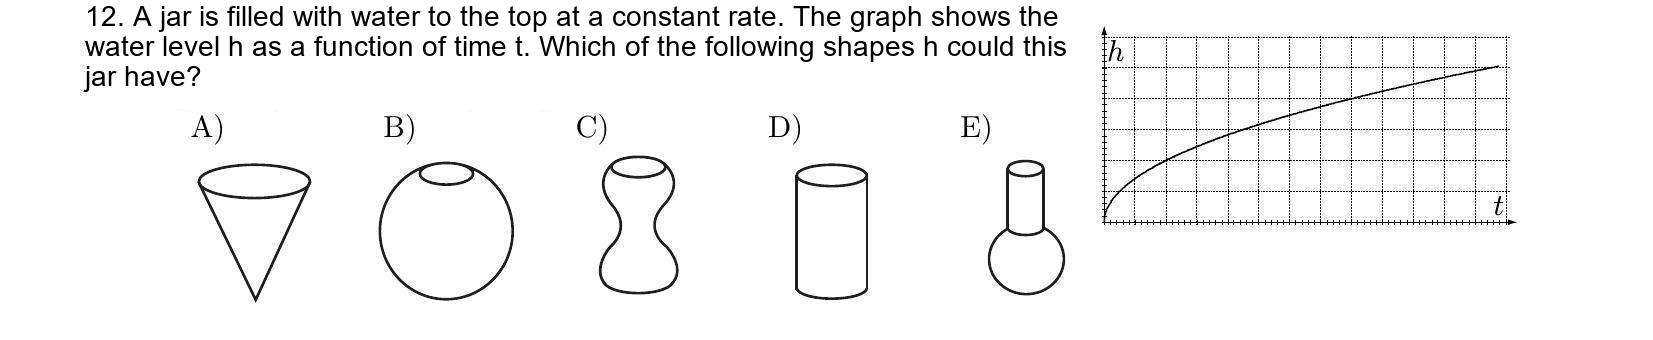 12. A jar is filled with water to the top at a constant rate. The graph shows the
water level h as a function of time t. Which of the following shapes h could this
jar have?
h
A) B) C) D) E)
t